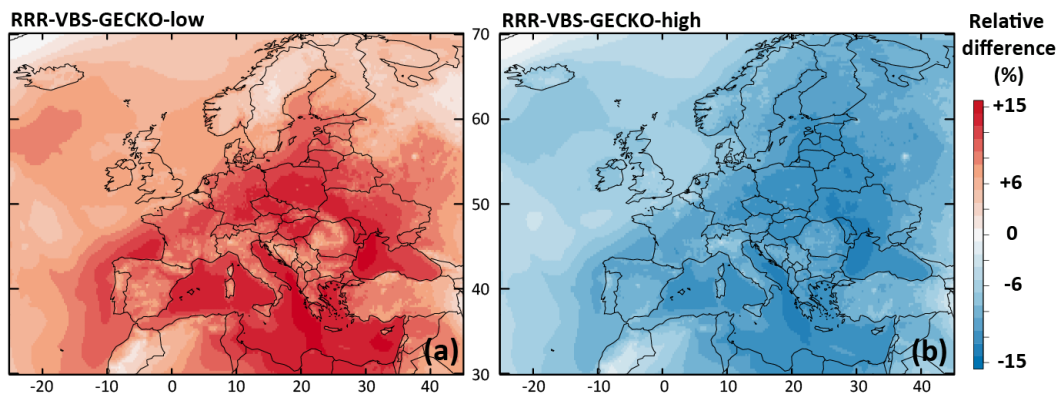 RRR-VBS-GECKO-low
RRR-VBS-GECKO-high
Relative
difference
(%)
70
60
50
40
30
+15
+6
0
-6
-15
(a)
(b)
-20 -10 0 10 20 30 40
-20 -10 0 10 20 30 40